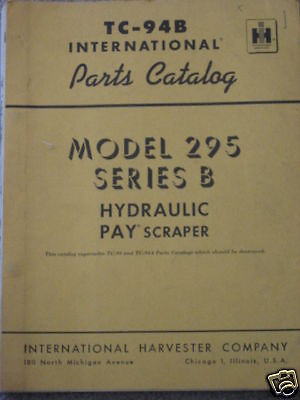 TC-94B
INTERNATIONAL®
IH
Parts Catalog
MODEL 295
SERIES B
HYDRAULIC
PAY® SCRAPER
This catalog supersedes TC-94 and TC-94A Parts Catalogs which should be destroyed.
INTERNATIONAL HARVESTER COMPANY
180 North Michigan Avenue Chicago 1, Illinois, U.S.A.